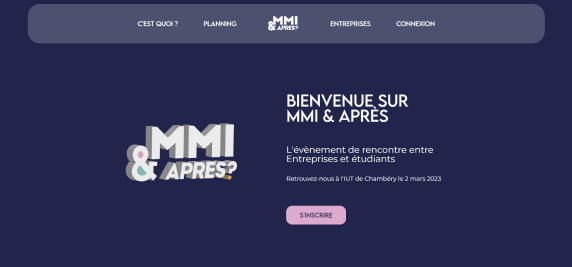 C'EST QUOI ?
PLANNING
MMI
& APRES?
ENTREPRISES
CONNEXION
BIENVENUE SUR
MMI & APRÈS
MMI
& APRES?
L'évènement de rencontre entre
Entreprises et étudiants
Retrouvez-nous à l'IUT de Chambéry le 2 mars 2023
S'INSCRIRE